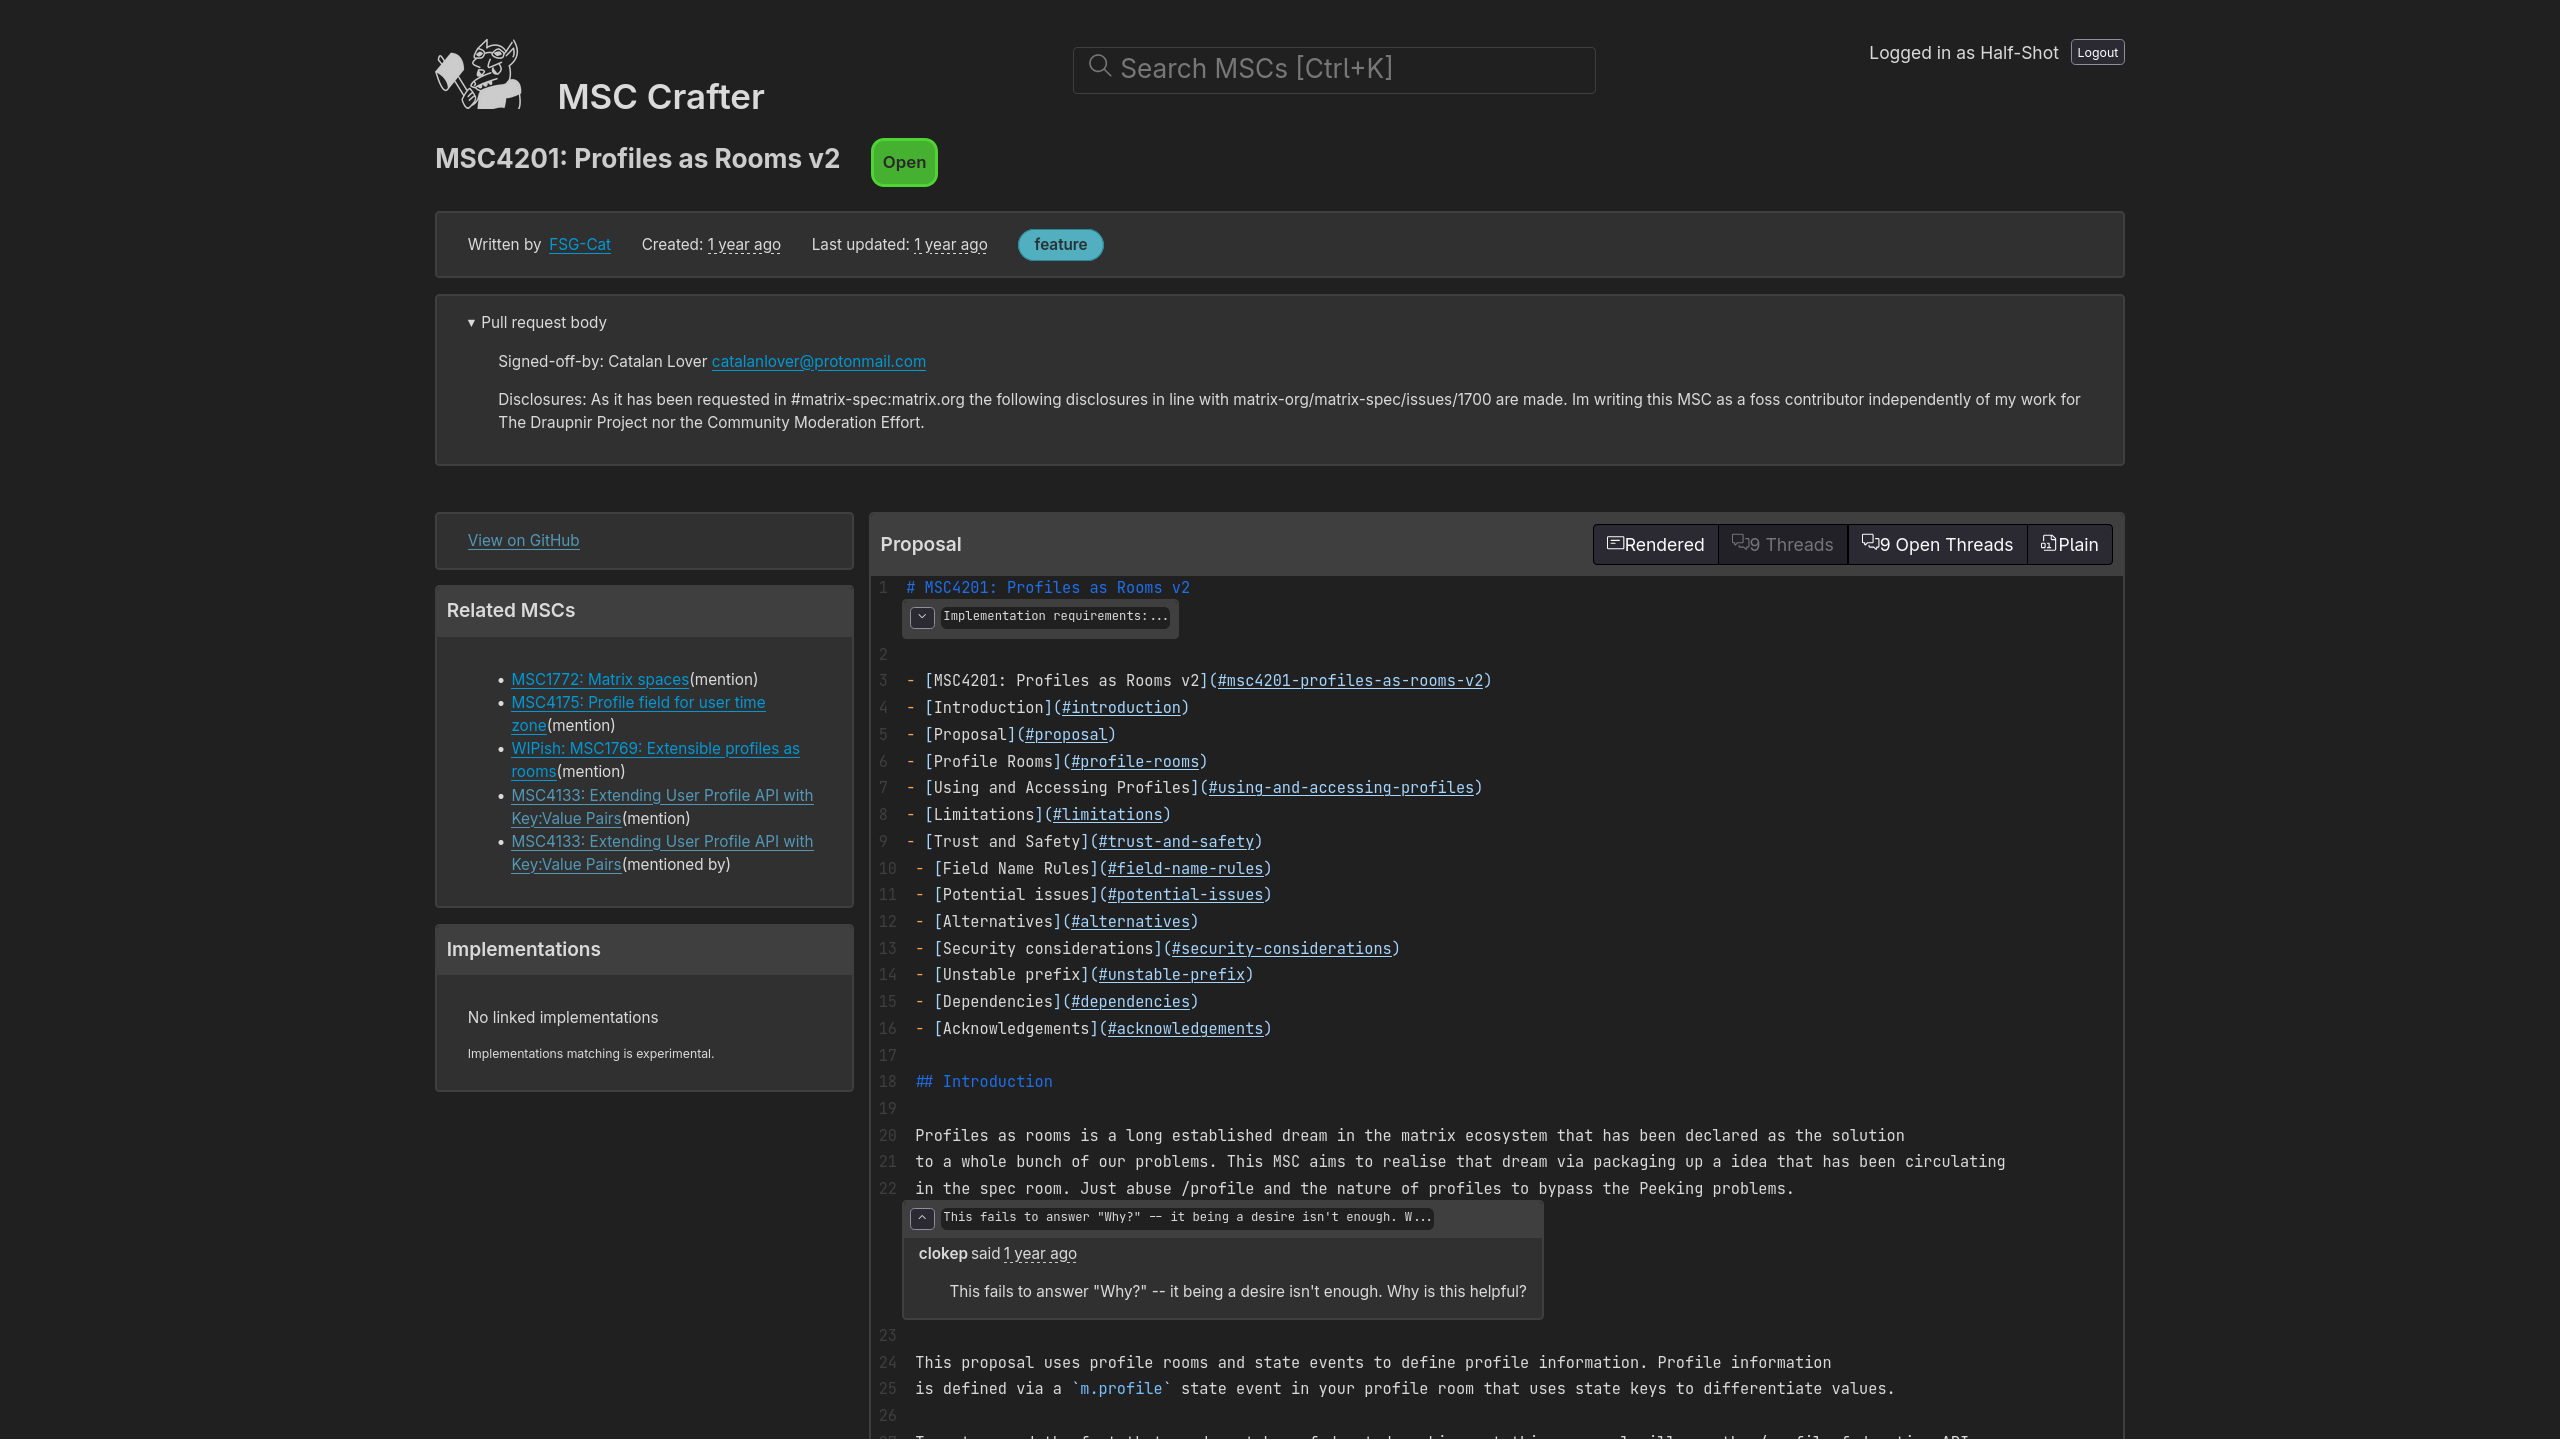 MSC Crafter
Search MSCs [Ctrl+K]
Logged in as Half-Shot Logout
MSC4201: Profiles as Rooms v2 Open
Written by FSG-Cat Created: 1 year ago Last updated: 1 year ago feature
▾ Pull request body
Signed-off-by: Catalan Lover catalanlover@protonmail.com
Disclosures: As it has been requested in #matrix-spec:matrix.org the following disclosures in line with matrix-org/matrix-spec/issues/1700 are made. Im writing this MSC as a foss contributor independently of my work for
The Draupnir Project nor the Community Moderation Effort.
View on GitHub
Related MSCs
• MSC1772: Matrix spaces(mention)
• MSC4175: Profile field for user time
zone(mention)
• WIPish: MSC1769: Extensible profiles as
rooms(mention)
• MSC4133: Extending User Profile API with
Key:Value Pairs(mention)
• MSC4133: Extending User Profile API with
Key:Value Pairs(mentioned by)
Implementations
No linked implementations
Implementations matching is experimental.
Proposal Rendered 9 Threads 9 Open Threads Plain
1 # MSC4201: Profiles as Rooms v2
Implementation requirements:...
2
3 - [MSC4201: Profiles as Rooms v2](#msc4201-profiles-as-rooms-v2)
4 - [Introduction](#introduction)
5 - [Proposal](#proposal)
6 - [Profile Rooms](#profile-rooms)
7 - [Using and Accessing Profiles](#using-and-accessing-profiles)
8 - [Limitations](#limitations)
9 - [Trust and Safety](#trust-and-safety)
10 - [Field Name Rules](#field-name-rules)
11 - [Potential issues](#potential-issues)
12 - [Alternatives](#alternatives)
13 - [Security considerations](#security-considerations)
14 - [Unstable prefix](#unstable-prefix)
15 - [Dependencies](#dependencies)
16 - [Acknowledgements](#acknowledgements)
17
18 ## Introduction
19
20 Profiles as rooms is a long established dream in the matrix ecosystem that has been declared as the solution
21 to a whole bunch of our problems. This MSC aims to realise that dream via packaging up a idea that has been circulating
22 in the spec room. Just abuse /profile and the nature of profiles to bypass the Peeking problems.
This fails to answer "Why?" -- it being a desire isn't enough. W...
clokep said 1 year ago
This fails to answer "Why?" -- it being a desire isn't enough. Why is this helpful?
23
24 This proposal uses profile rooms and state events to define profile information. Profile information
25 is defined via a `m.profile` state event in your profile room that uses state keys to differentiate values.
26